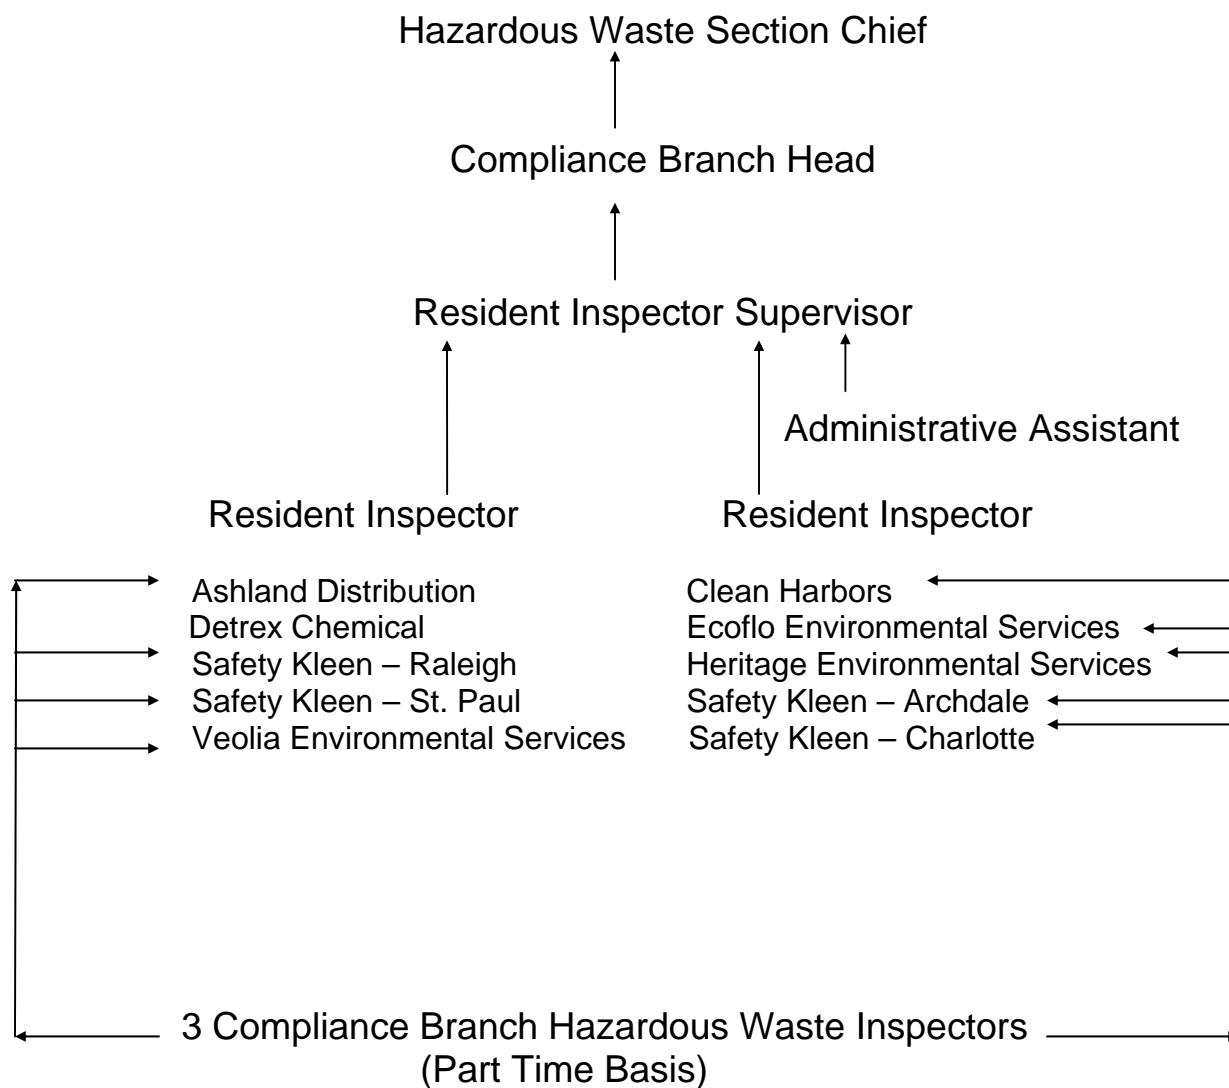 Hazardous Waste Section Chief
Compliance Branch Head
Resident Inspector Supervisor
Administrative Assistant
Resident Inspector
Ashland Distribution
Detrex Chemical
Safety Kleen – Raleigh
Safety Kleen – St. Paul
Veolia Environmental Services
Resident Inspector
Clean Harbors
Ecoflo Environmental Services
Heritage Environmental Services
Safety Kleen – Archdale
Safety Kleen – Charlotte
3 Compliance Branch Hazardous Waste Inspectors
(Part Time Basis)